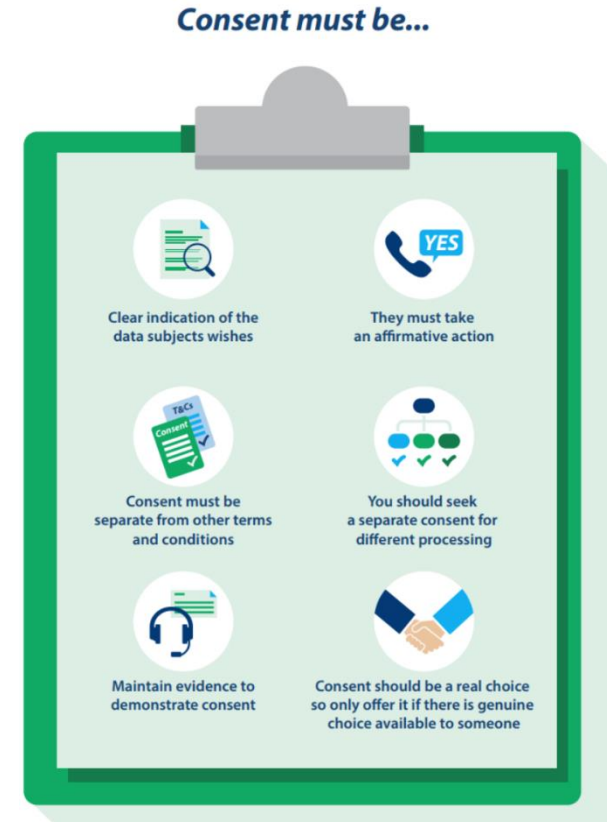 Consent must be...
Clear indication of the
data subjects wishes
YES
They must take
an affirmative action
T&Cs
Consent
Consent must be
separate from other terms
and conditions
You should seek
a separate consent for
different processing
Maintain evidence to
demonstrate consent
Consent should be a real choice
so only offer it if there is genuine
choice available to someone